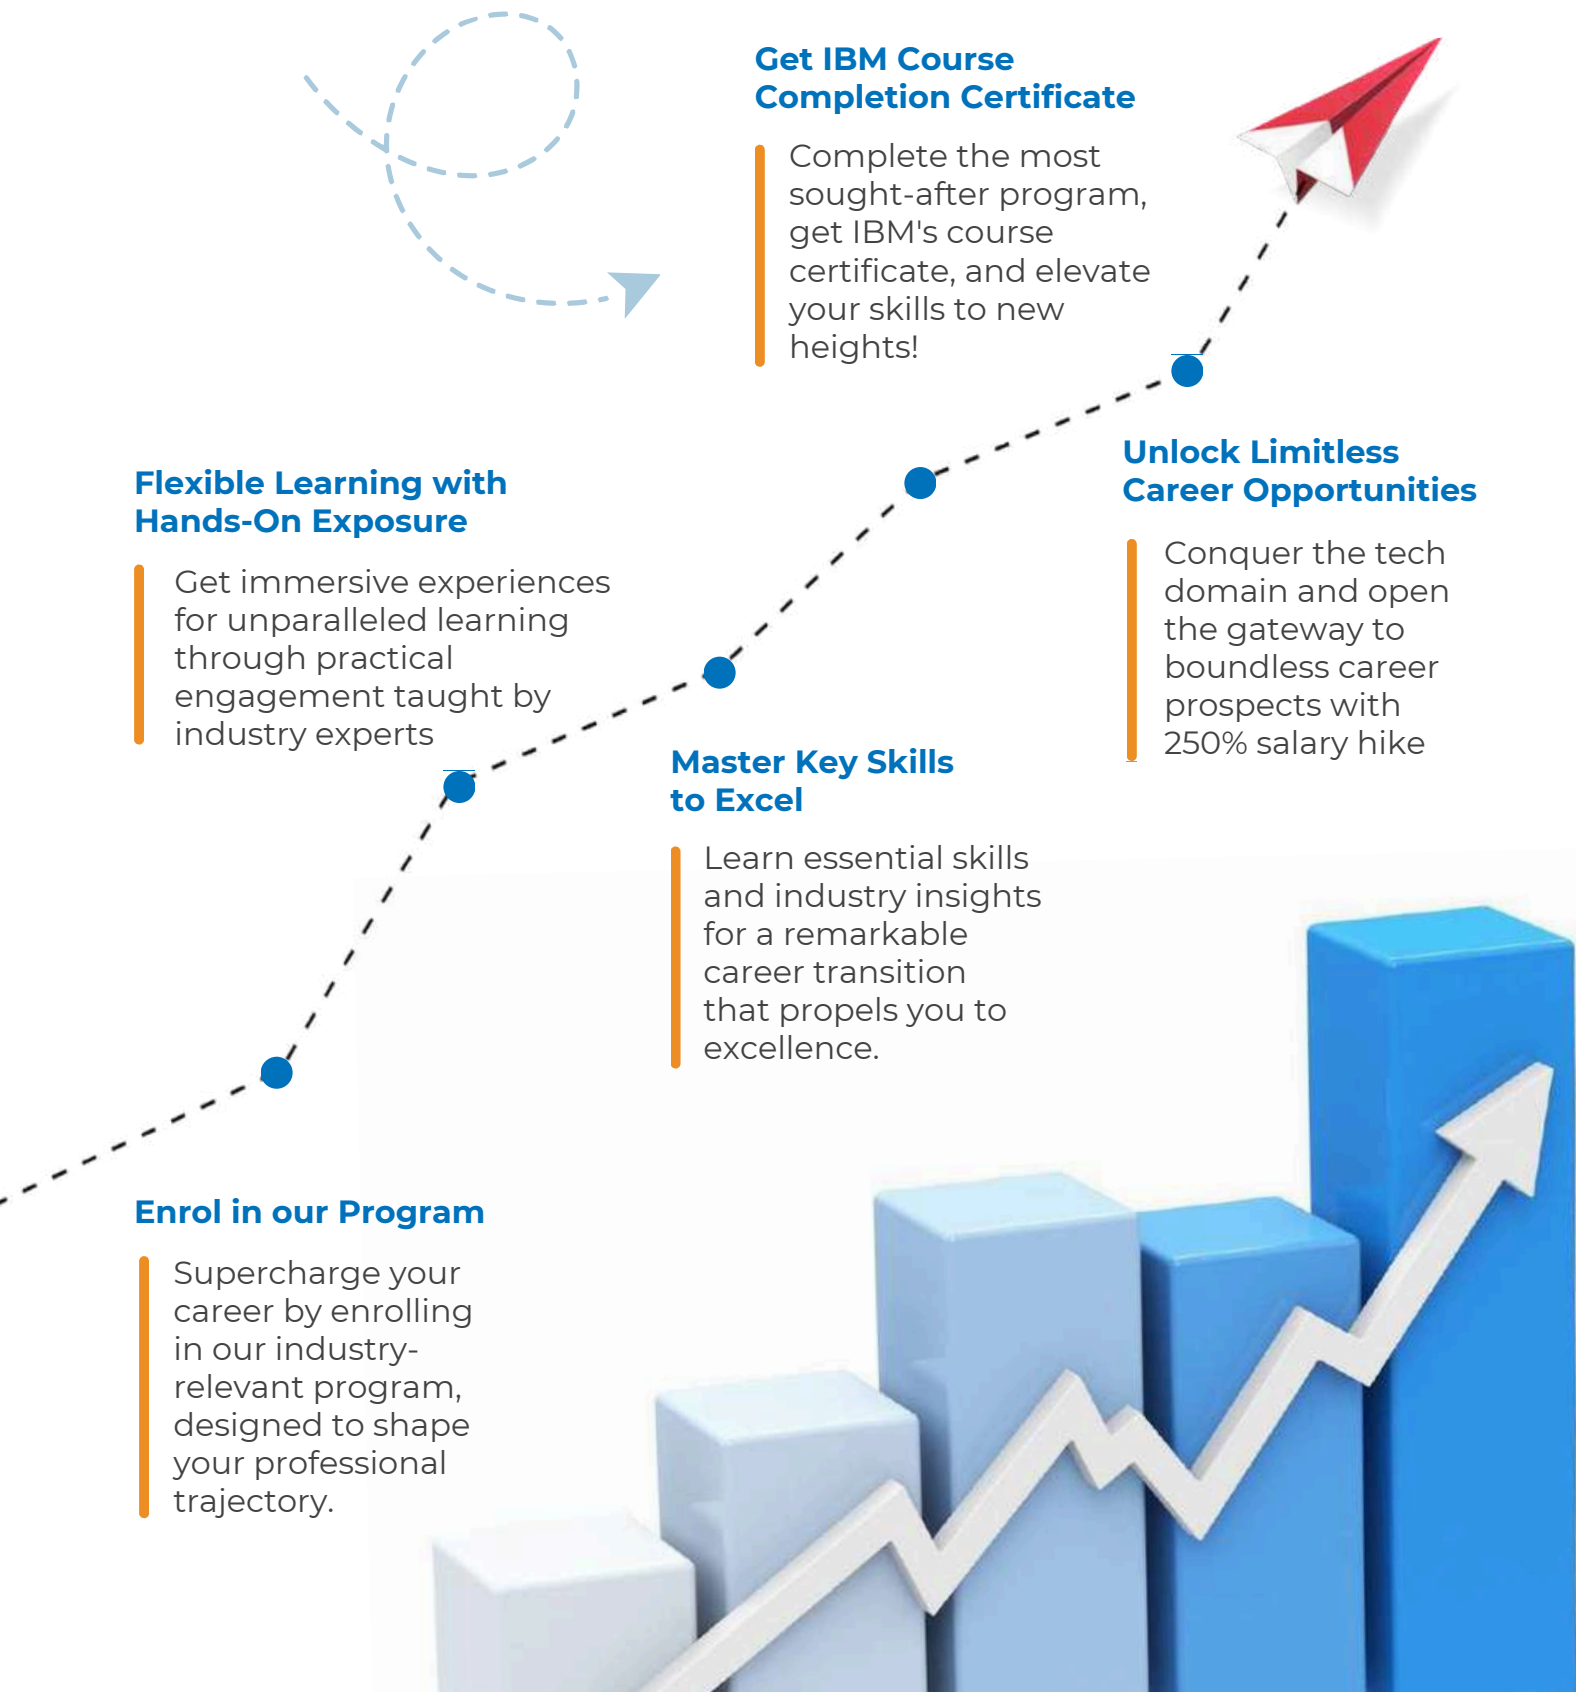 Get IBM Course
Completion Certificate
Complete the most
sought-after program,
get IBM's course
certificate, and elevate
your skills to new
heights!
Flexible Learning with
Hands-On Exposure
Get immersive experiences
for unparalleled learning
through practical
engagement taught by
industry experts
Unlock Limitless
Career Opportunities
Conquer the tech
domain and open
the gateway to
boundless career
prospects with
250% salary hike
Master Key Skills
to Excel
Learn essential skills
and industry insights
for a remarkable
career transition
that propels you to
excellence.
Enrol in our Program
Supercharge your
career by enrolling
in our industry-
relevant program,
designed to shape
your professional
trajectory.